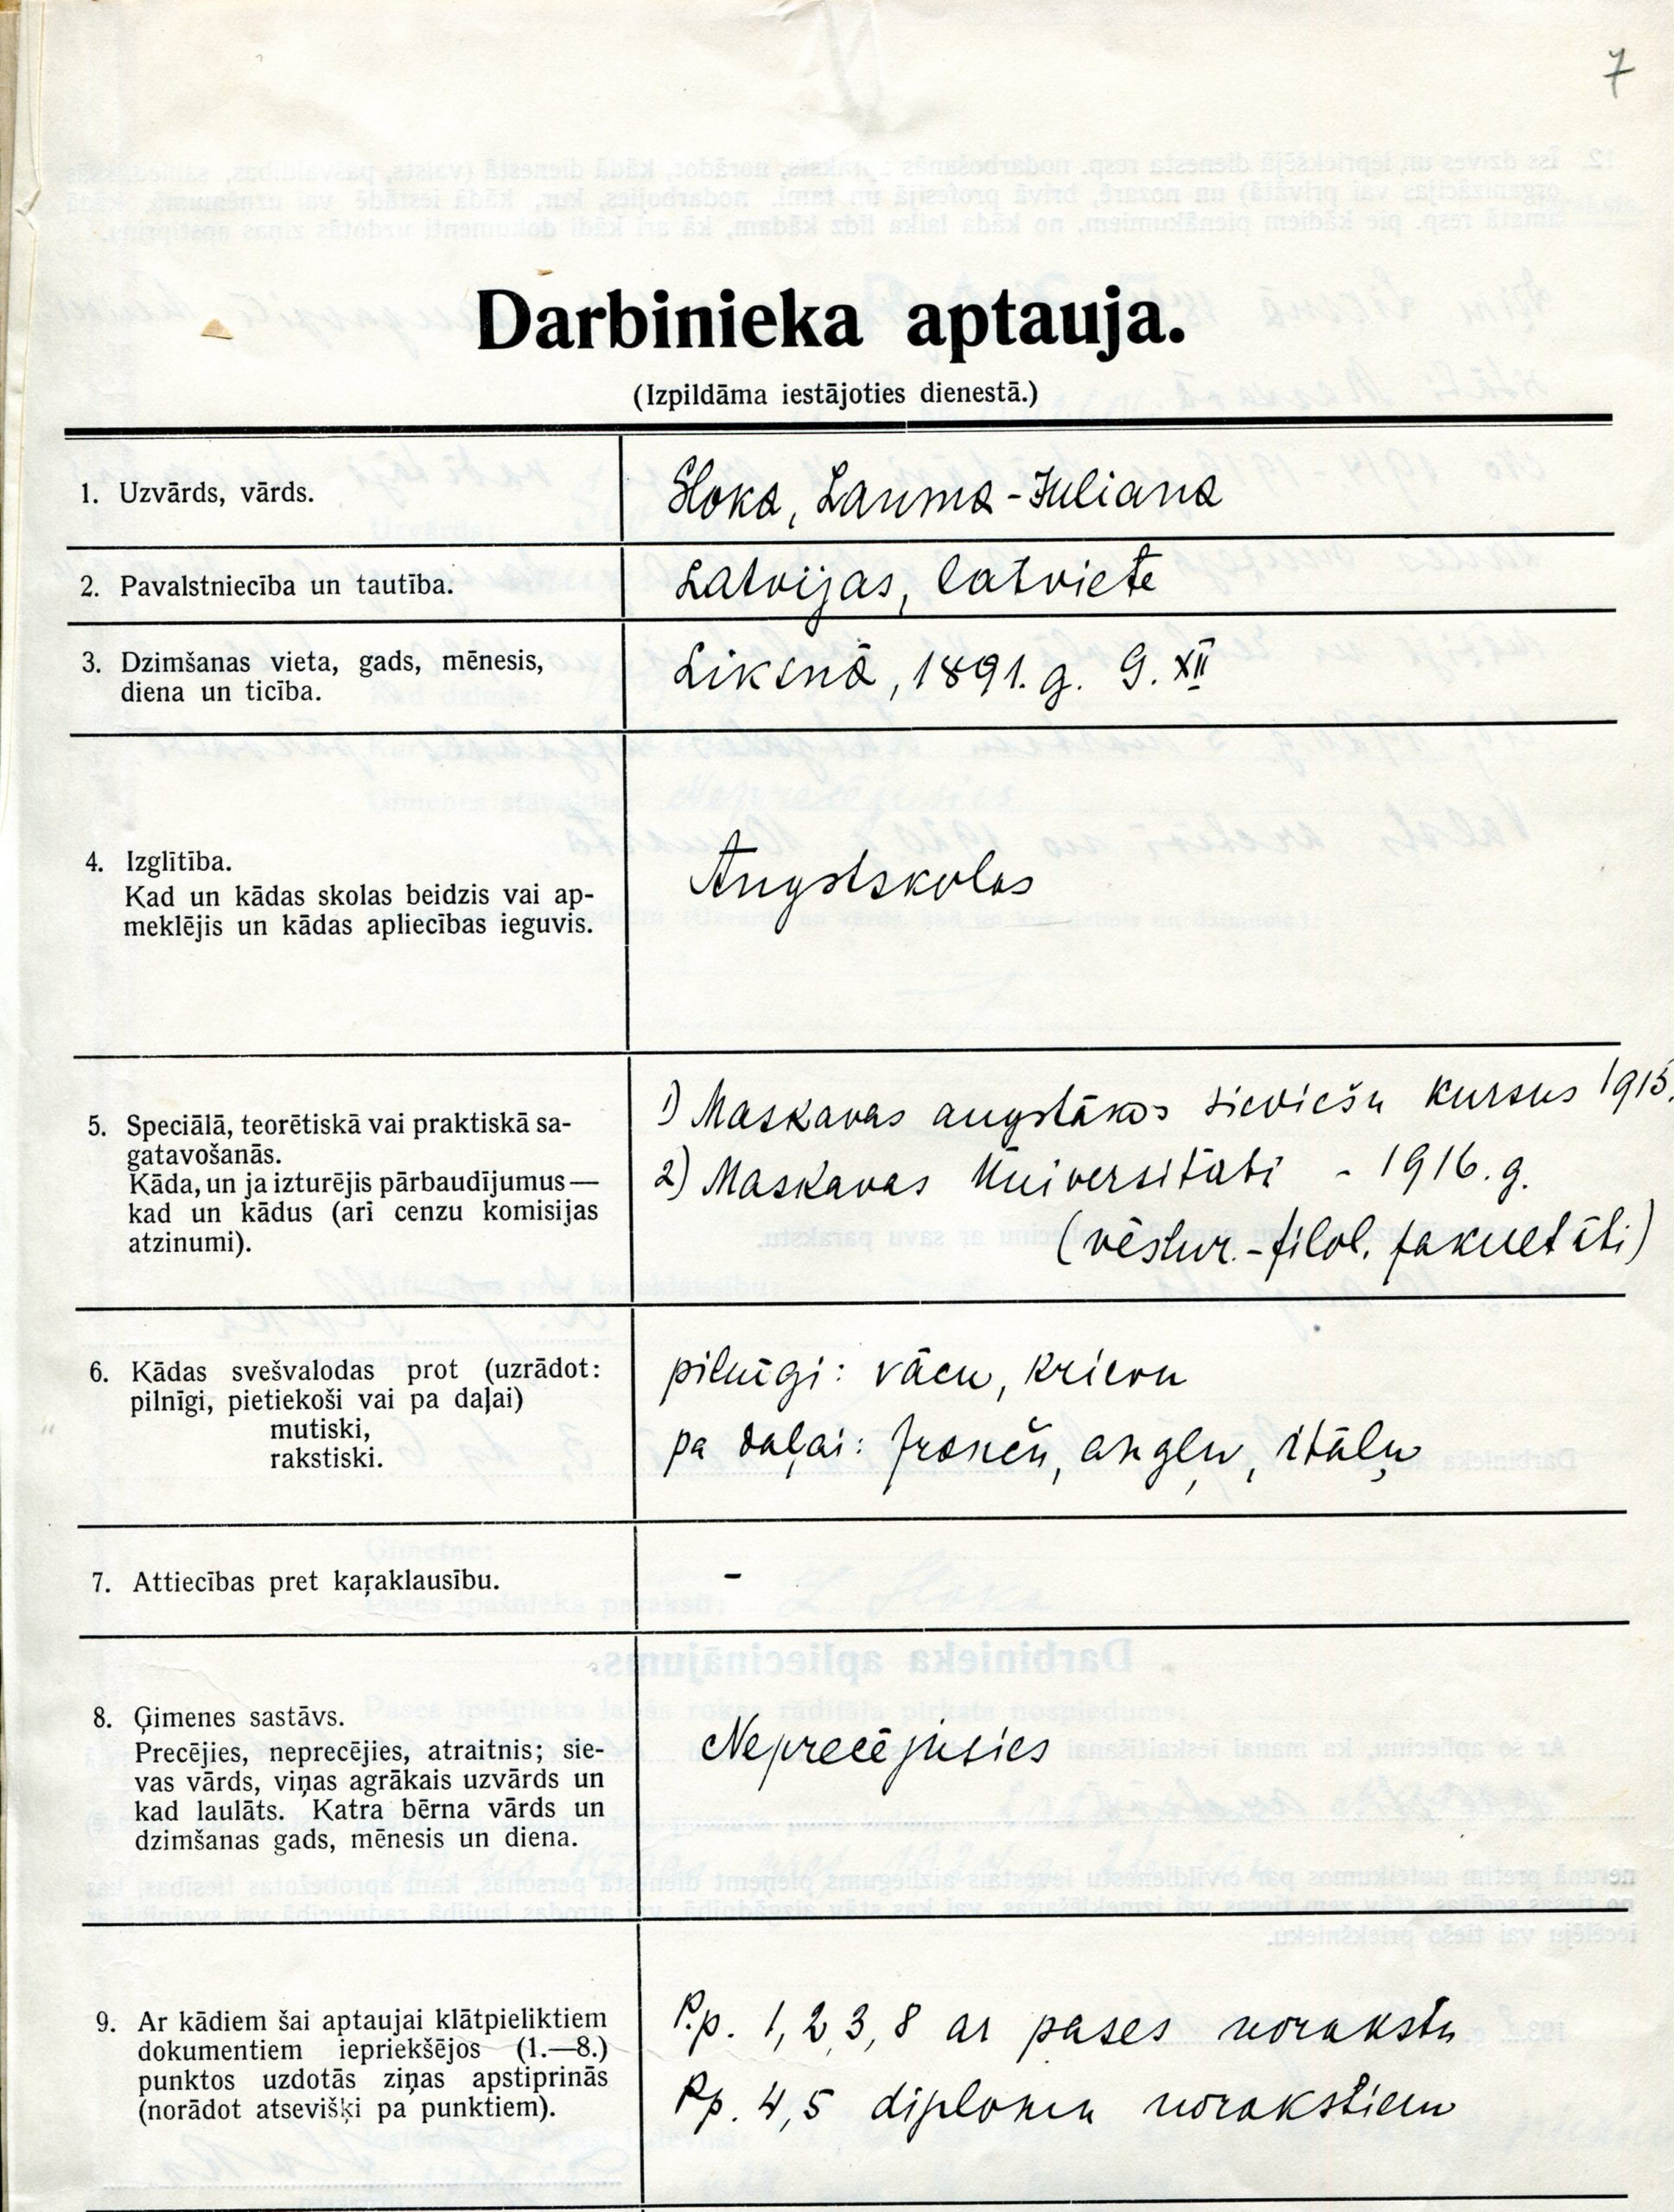 7
Darbinieka aptauja.
(Izpildāma iestājoties dienestā.)
1. Uzvārds, vārds.
Sloka, Lauma-Juliana
2. Pavalstniecība un tautība.
Latvijas, latviete
3. Dzimšanas vieta, gads, mēnesis,
diena un ticība.
Liksnā, 1891. g. 9. XII
4. Izglītība.
Kad un kādas skolas beidzis vai ap-
meklējis un kādas apliecības ieguvis.
Augstskolas
5. Speciālā, teorētiskā vai praktiskā sa-
gatavošanās.
Kāda, un ja izturējis pārbaudījumus—
kad un kādus (arī cenzu komisijas
atzinumi).
1) Maskavas augstākos sieviešu kursus 1915.
2) Maskavas Universitāti - 1916. g.
(vēstur.-filol. fakultāti)
6. Kādas svešvalodas prot (uzrādot:
pilnīgi, pietiekoši vai pa daļai)
mutiski,
rakstiski.
pilnīgi: vācu, krievu
pa daļai: franču, angļu, itāļu
7. Attiecības pret kaŗaklausību.
-
8. Ģimenes sastāvs.
Precējies, neprecējies, atraitnis; sie-
vas vārds, viņas agrākais uzvārds un
kad laulāts. Katra bērna vārds un
dzimšanas gads, mēnesis un diena.
Neprecējusies
9. Ar kādiem šai aptaujai klātpieliktiem
dokumentiem iepriekšējos (1.—8.)
punktos uzdotās ziņas apstiprinās
(norādot atsevišķi pa punktiem).
P.p. 1, 2, 3, 8 ar pases norakstu
Pp. 4, 5 diplomu norakstiem